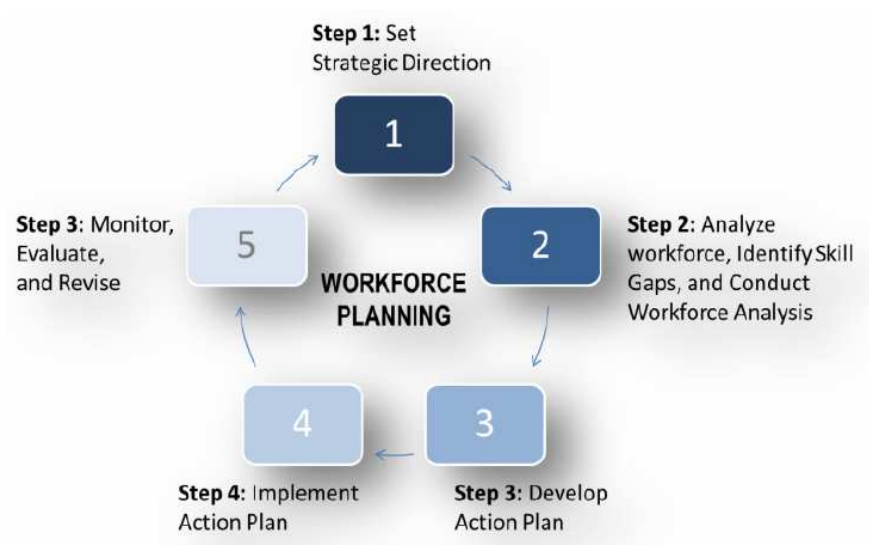 Step 1: Set
Strategic Direction
1
2
Step 2: Analyze
workforce, Identify Skill
Gaps, and Conduct
Workforce Analysis
3
Step 3: Develop
Action Plan
4
Step 4: Implement
Action Plan
5
Step 3: Monitor,
Evaluate,
and Revise
WORKFORCE
PLANNING